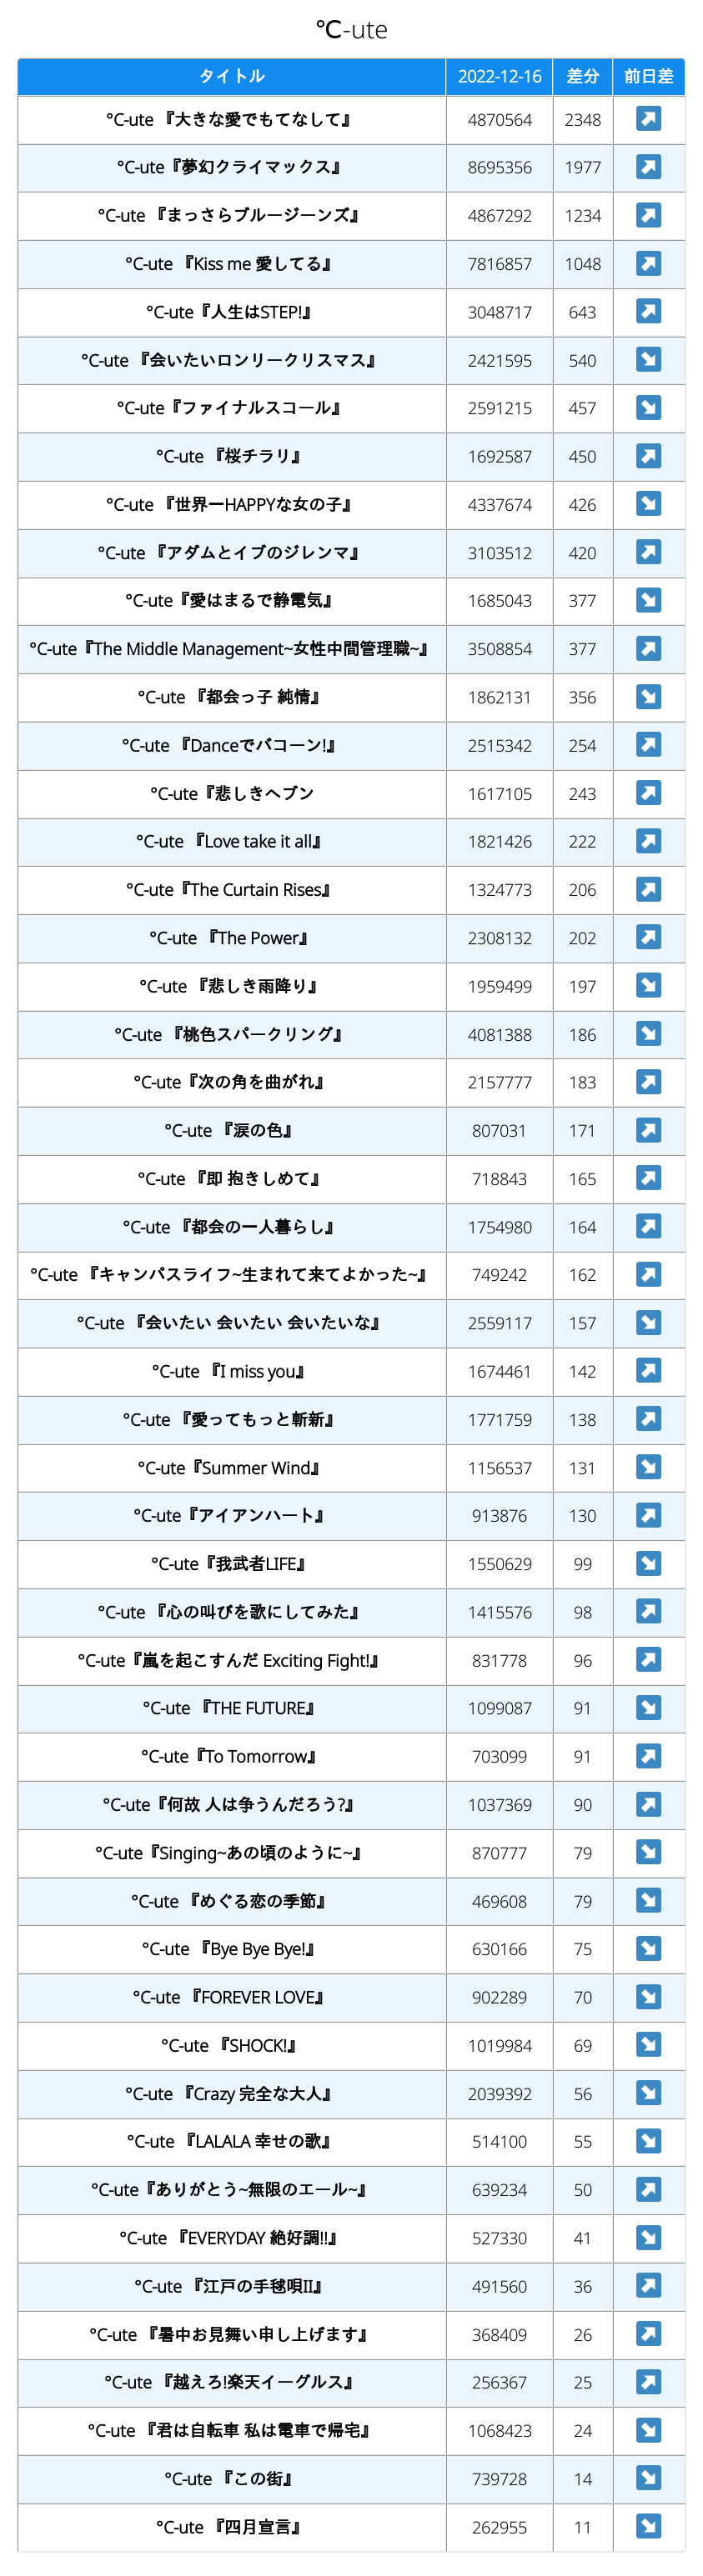 ℃-ute
タイトル 2022-12-16 差分 前日差
℃-ute 『大きな愛でもてなして』 4870564 2348 ↗
℃-ute『夢幻クライマックス』 8695356 1977 ↗
℃-ute 『まっさらブルージーンズ』 4867292 1234 ↗
℃-ute 『Kiss me 愛してる』 7816857 1048 ↗
℃-ute『人生はSTEP!』 3048717 643 ↗
℃-ute 『会いたいロンリークリスマス』 2421595 540 ↘
℃-ute『ファイナルスコール』 2591215 457 ↘
℃-ute 『桜チラリ』 1692587 450 ↗
℃-ute 『世界一HAPPYな女の子』 4337674 426 ↘
℃-ute 『アダムとイブのジレンマ』 3103512 420 ↗
℃-ute『愛はまるで静電気』 1685043 377 ↘
℃-ute『The Middle Management~女性中間管理職~』 3508854 377 ↗
℃-ute 『都会っ子 純情』 1862131 356 ↘
℃-ute 『Danceでバコーン!』 2515342 254 ↗
℃-ute『悲しきヘブン 1617105 243 ↗
℃-ute 『Love take it all』 1821426 222 ↗
℃-ute『The Curtain Rises』 1324773 206 ↗
℃-ute 『The Power』 2308132 202 ↗
℃-ute 『悲しき雨降り』 1959499 197 ↘
℃-ute 『桃色スパークリング』 4081388 186 ↘
℃-ute『次の角を曲がれ』 2157777 183 ↗
℃-ute 『涙の色』 807031 171 ↗
℃-ute 『即 抱きしめて』 718843 165 ↗
℃-ute 『都会の一人暮らし』 1754980 164 ↗
℃-ute 『キャンパスライフ~生まれて来てよかった~』 749242 162 ↗
℃-ute 『会いたい 会いたい 会いたいな』 2559117 157 ↘
℃-ute 『I miss you』 1674461 142 ↗
℃-ute 『愛ってもっと斬新』 1771759 138 ↗
℃-ute『Summer Wind』 1156537 131 ↘
℃-ute『アイアンハート』 913876 130 ↗
℃-ute『我武者LIFE』 1550629 99 ↘
℃-ute 『心の叫びを歌にしてみた』 1415576 98 ↗
℃-ute『嵐を起こすんだ Exciting Fight!』 831778 96 ↗
℃-ute 『THE FUTURE』 1099087 91 ↘
℃-ute『To Tomorrow』 703099 91 ↗
℃-ute『何故 人は争うんだろう?』 1037369 90 ↗
℃-ute『Singing~あの頃のように~』 870777 79 ↘
℃-ute 『めぐる恋の季節』 469608 79 ↘
℃-ute 『Bye Bye Bye!』 630166 75 ↘
℃-ute 『FOREVER LOVE』 902289 70 ↘
℃-ute 『SHOCK!』 1019984 69 ↘
℃-ute 『Crazy 完全な大人』 2039392 56 ↘
℃-ute 『LALALA 幸せの歌』 514100 55 ↘
℃-ute『ありがとう~無限のエール~』 639234 50 ↗
℃-ute 『EVERYDAY 絶好調!!』 527330 41 ↘
℃-ute 『江戸の手毬唄II』 491560 36 ↗
℃-ute 『暑中お見舞い申し上げます』 368409 26 ↗
℃-ute 『越えろ!楽天イーグルス』 256367 25 ↗
℃-ute 『君は自転車 私は電車で帰宅』 1068423 24 ↘
℃-ute 『この街』 739728 14 ↘
℃-ute 『四月宣言』 262955 11 ↘